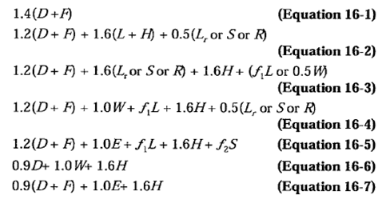 1.4(D+F) (Equation 16-1)
1.2(D+ F) + 1.6(L + H) + 0.5(Lr or S or R)
(Equation 16-2)
1.2(D+ F) + 1.6(Lr or S or R) + 1.6H + (f1L or 0.5W)
(Equation 16-3)
1.2(D+ F) + 1.0W + f1L + 1.6H + 0.5(Lr or S or R)
(Equation 16-4)
1.2(D+ F) + 1.0E + f1L + 1.6H + f2S (Equation 16-5)
0.9D+ 1.0W+ 1.6H (Equation 16-6)
0.9(D+ F) + 1.0E+ 1.6H (Equation 16-7)